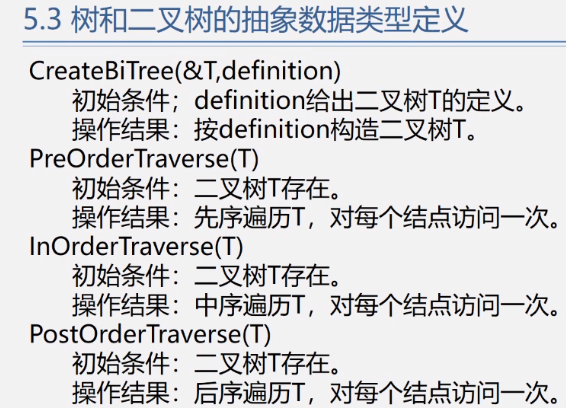 5.3 树和二叉树的抽象数据类型定义
CreateBiTree(&T,definition)
初始条件；definition给出二叉树T的定义。
操作结果：按definition构造二叉树T。
PreOrderTraverse(T)
初始条件：二叉树T存在。
操作结果：先序遍历T，对每个结点访问一次。
InOrderTraverse(T)
初始条件：二叉树T存在。
操作结果：中序遍历T，对每个结点访问一次。
PostOrderTraverse(T)
初始条件：二叉树T存在。
操作结果：后序遍历T，对每个结点访问一次。